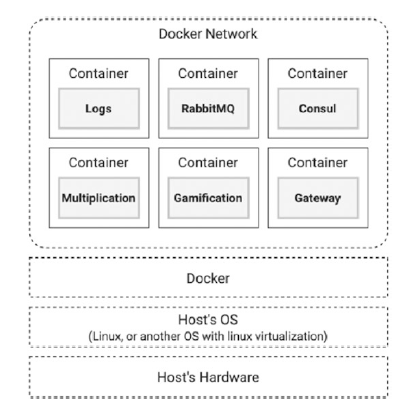 Docker Network
Container Container Container
Logs RabbitMQ Consul
Container Container Container
Multiplication Gamification Gateway
Docker
Host's OS
(Linux, or another OS with linux virtualization)
Host's Hardware